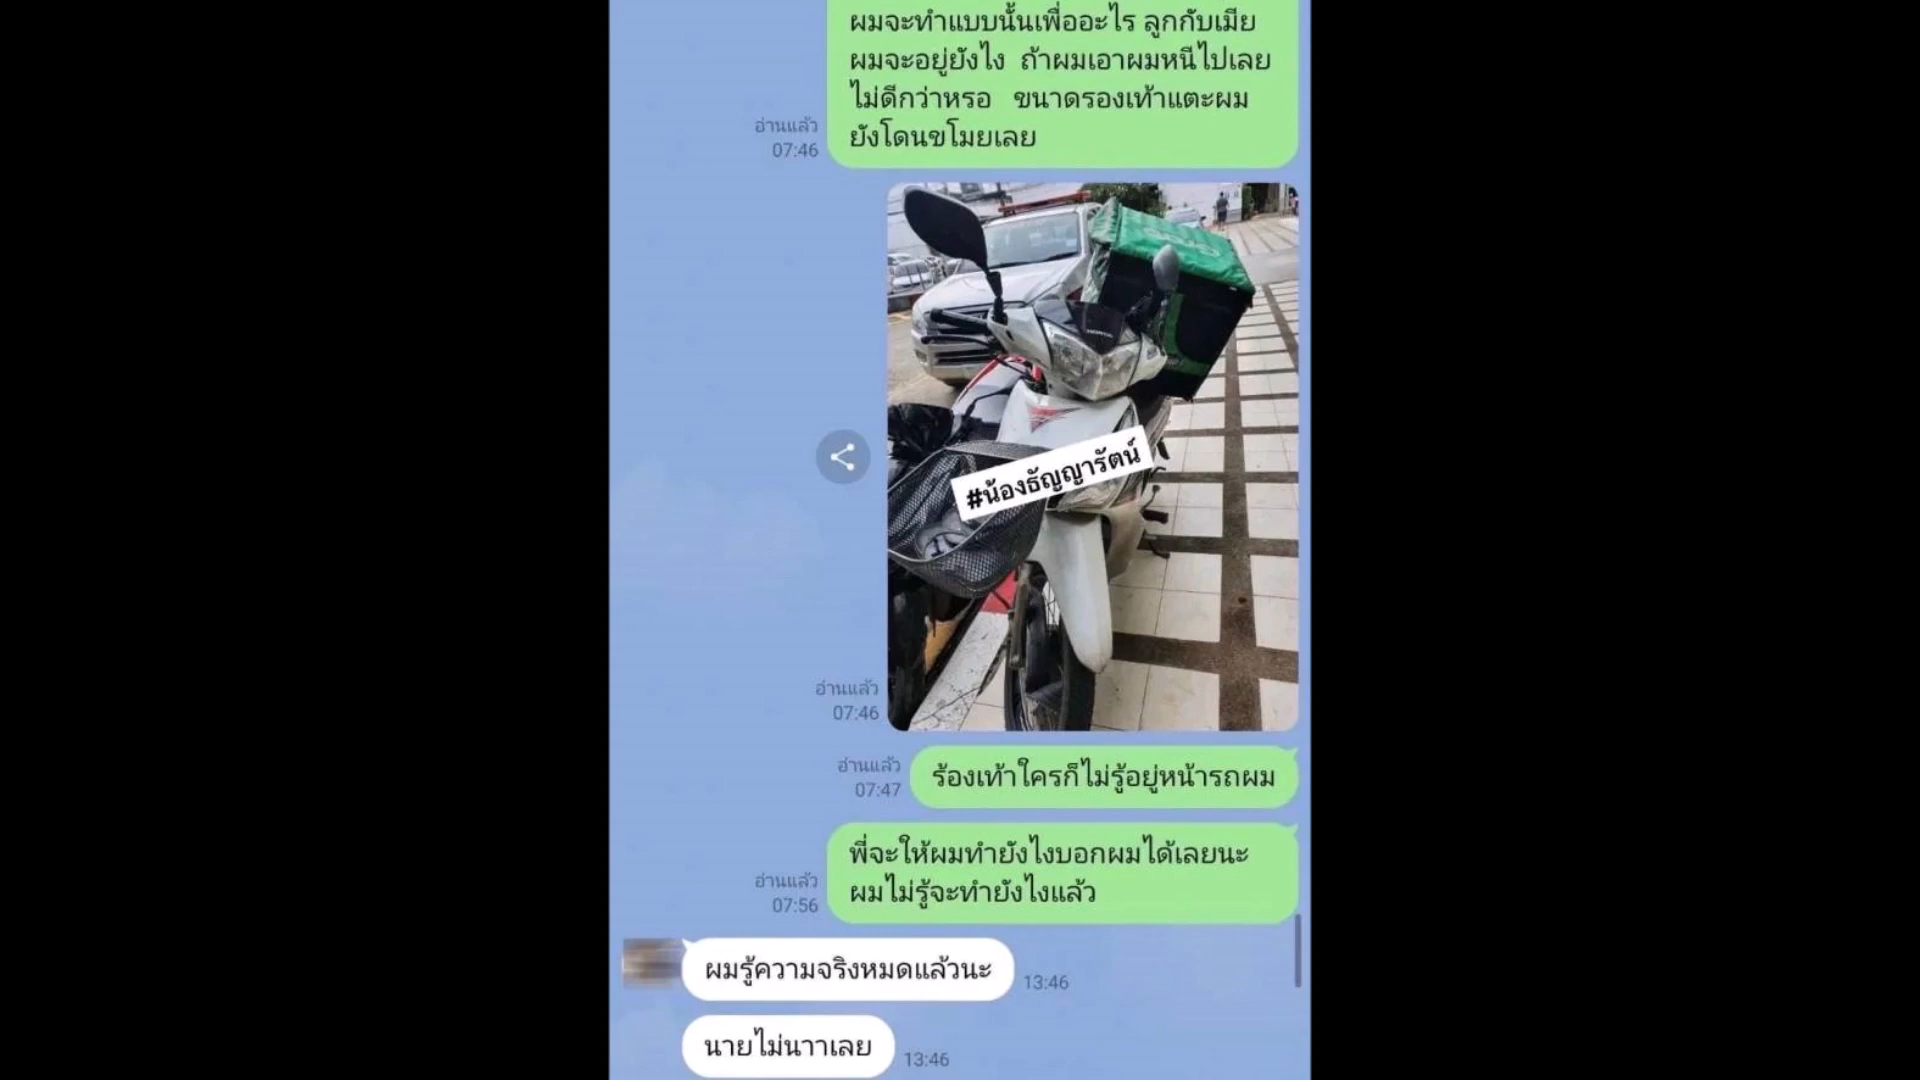 ผมจะทำแบบนั้นเพื่ออะไร ลูกกับเมีย
ผมจะอยู่ยังไง ถ้าผมเอาผมหนีไปเลย
ไม่ดีกว่าหรอ ขนาดรองเท้าแตะผม
ยังโดนขโมยเลย
อ่านแล้ว
07:46
#น้องธัญญารัตน์
อ่านแล้ว
07:46
ร้องเท้าใครก็ไม่รู้อยู่หน้ารถผม
อ่านแล้ว
07:47
พี่จะให้ผมทำยังไงบอกผมได้เลยนะ
ผมไม่รู้จะทำยังไงแล้ว
อ่านแล้ว
07:56
ผมรู้ความจริงหมดแล้วนะ
13:46
นายไม่นาาเลย
13:46